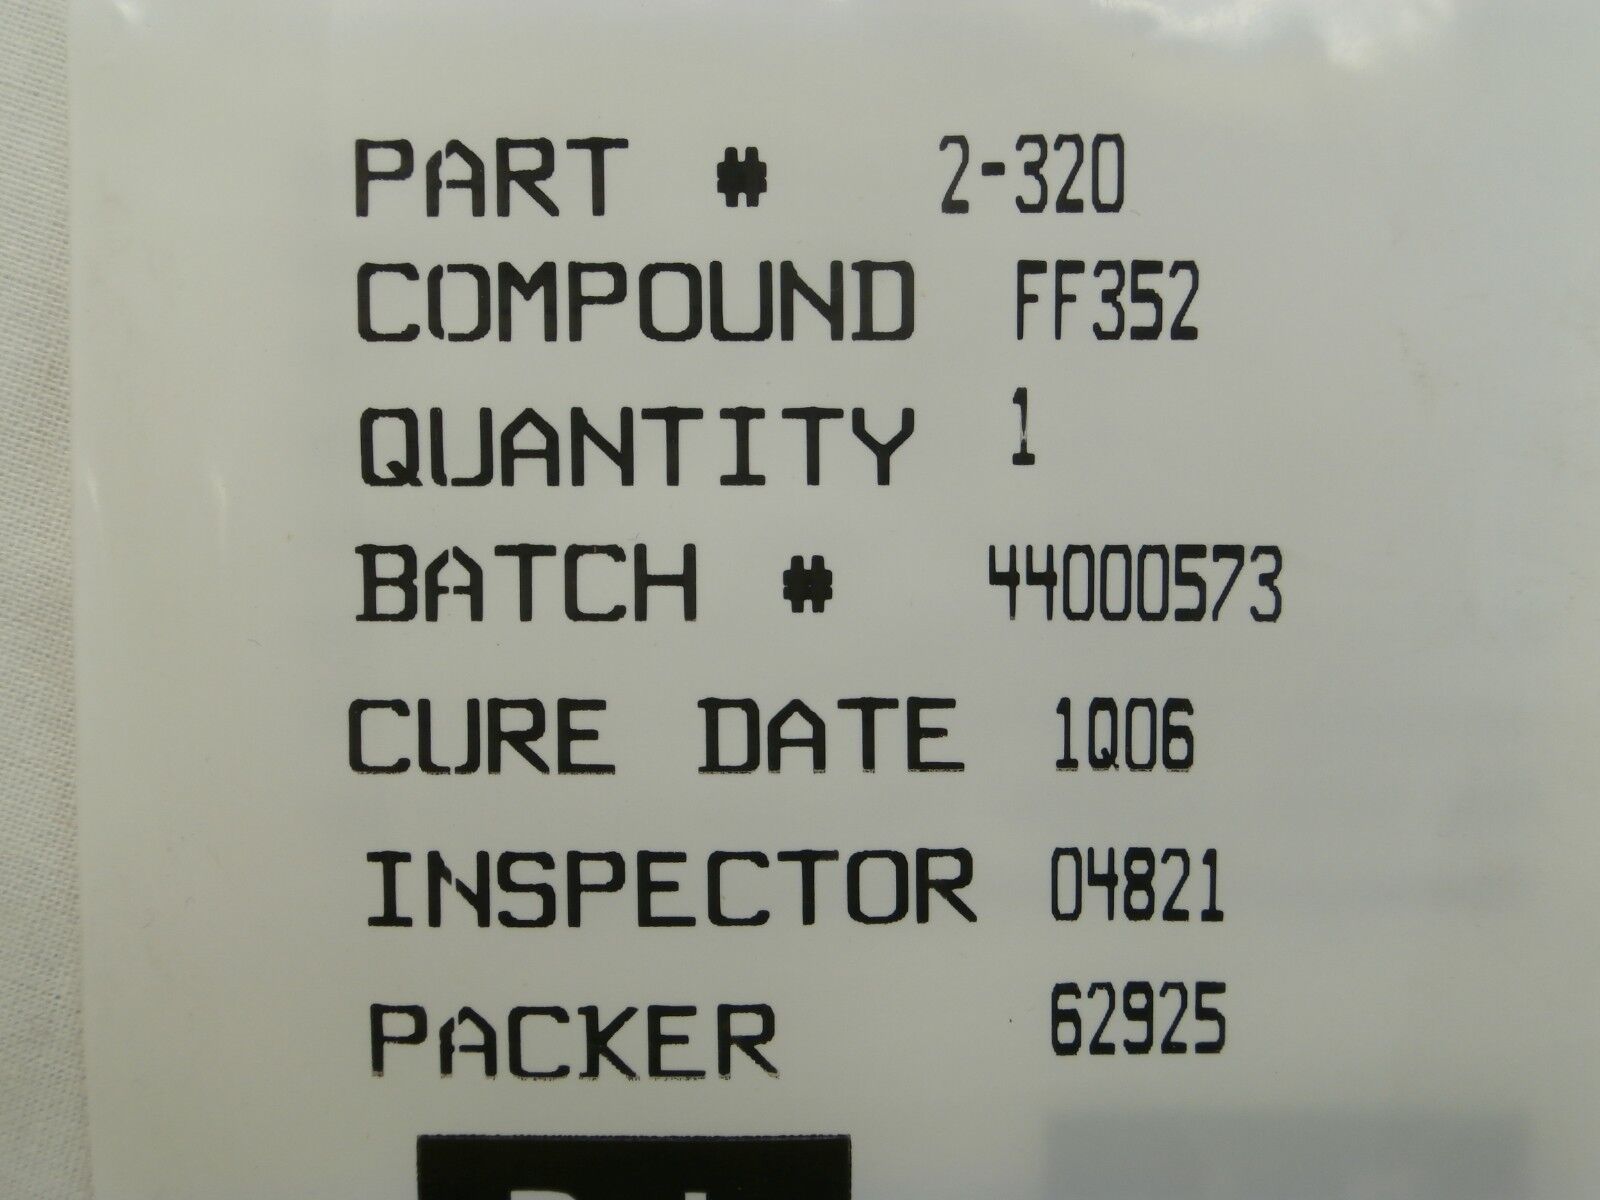 PART # 2-320
COMPOUND FF352
QUANTITY 1
BATCH # 44000573
CURE DATE 1Q06
INSPECTOR 04821
PACKER 62925